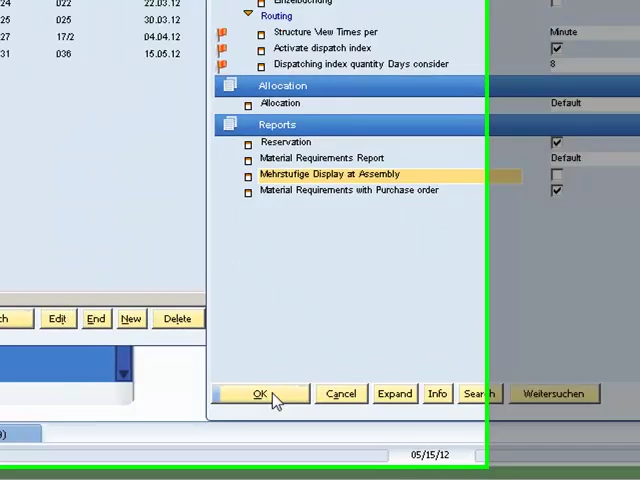 24 022 22.03.12
25 025 30.03.12
27 17/2 04.04.12
31 036 15.05.12
Routing
Structure View Times per Minute
Activate dispatch index
Dispatching index quantity Days consider 8
Allocation
Allocation Default
Reports
Reservation
Material Requirements Report Default
Mehrstufige Display at Assembly
Material Requirements with Purchase order
ch Edit End New Delete
OK Cancel Expand Info Search Weitersuchen
05/15/12